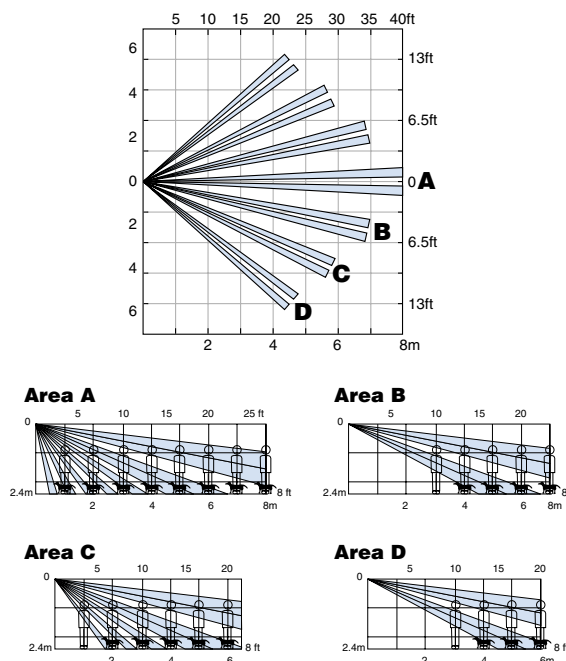 5 10 15 20 25 30 35 40ft
6 13ft
4
2 6.5ft
0 0 A
2 B 6.5ft
4 C
6 D 13ft
2 4 6 8m
Area A Area B
5 10 15 20 25 ft 5 10 15 20
0 0
2.4m 8 ft 2.4m 8 ft
2 4 6 8m 2 4 6 8m
Area C Area D
5 10 15 20 5 10 15 20
0 0
2.4m 8 ft 2.4m 8 ft
2 4 6 2 4 6m